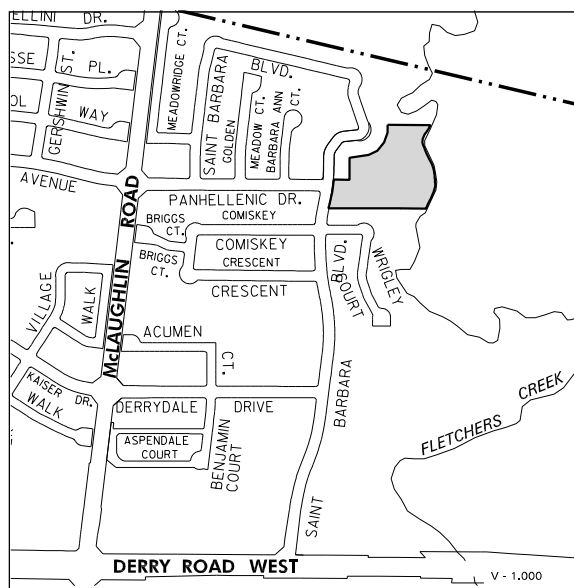 ELLINI DR.
SSE
ST.
PL.
OL
GERSHWIN
WAY
AVENUE
MEADOWRIDGE CT.
SAINT BARBARA
BLVD.
GOLDEN
MEADOW CT.
BARBARA ANN
CT.
McLAUGHLIN ROAD
PANHELLENIC DR.
COMISKEY
BRIGGS
CT.
COMISKEY
CRESCENT
BRIGGS
CT.
CRESCENT
BLVD.
COURT
WRIGLEY
VILLAGE
WALK
ACUMEN
CT.
BARBARA
KAISER DR.
WALK
DERRYDALE DRIVE
ASPENDALE
COURT
BENJAMIN
COURT
FLETCHERS CREEK
SAINT
DERRY ROAD WEST
V - 1.000